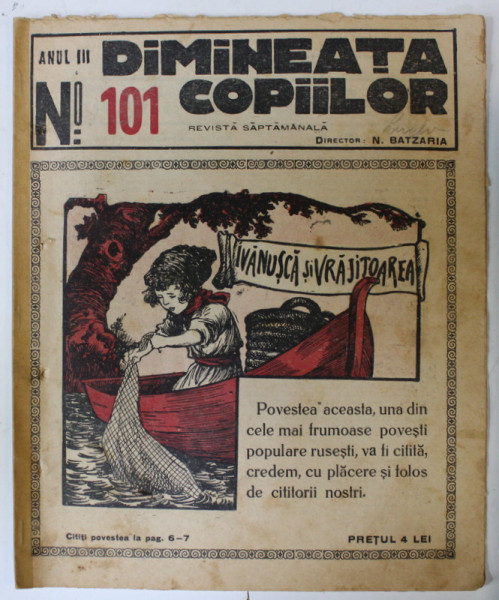 ANUL III
DIMINEAȚA
COPIILOR
No. 101
REVISTĂ SĂPTĂMÂNALĂ
DIRECTOR: N. BATZARIA
IVĂNUȘCĂ ȘI VRĂJITOAREA
Povestea aceasta, una din
cele mai frumoase povești
populare rusești, va fi citită,
credem, cu plăcere și folos
de cititorii noștri.
Citiți povestea la pag. 6—7
PREȚUL 4 LEI